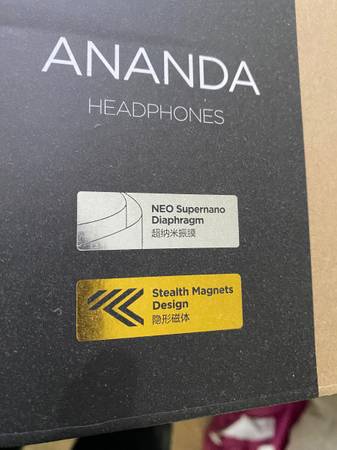 ANANDA
HEADPHONES
NEO Supernano
Diaphragm
超纳米振膜
Stealth Magnets
Design
隐形磁体